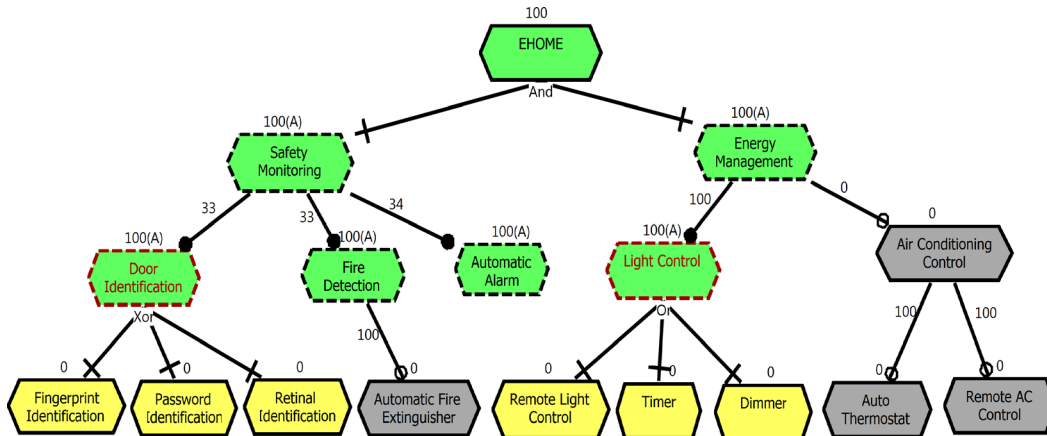 100
EHOME
And
100(A)
Safety
Monitoring
100(A)
Energy
Management
33
33
34
100
0
100(A)
Door
Identification
100(A)
Fire
Detection
100(A)
Automatic
Alarm
100(A)
Light Control
0
Air Conditioning
Control
Xor
100
Or
100
100
0
Fingerprint
Identification
0
Password
Identification
0
Retinal
Identification
0
Automatic Fire
Extinguisher
0
Remote Light
Control
0
Timer
0
Dimmer
0
Auto
Thermostat
0
Remote AC
Control